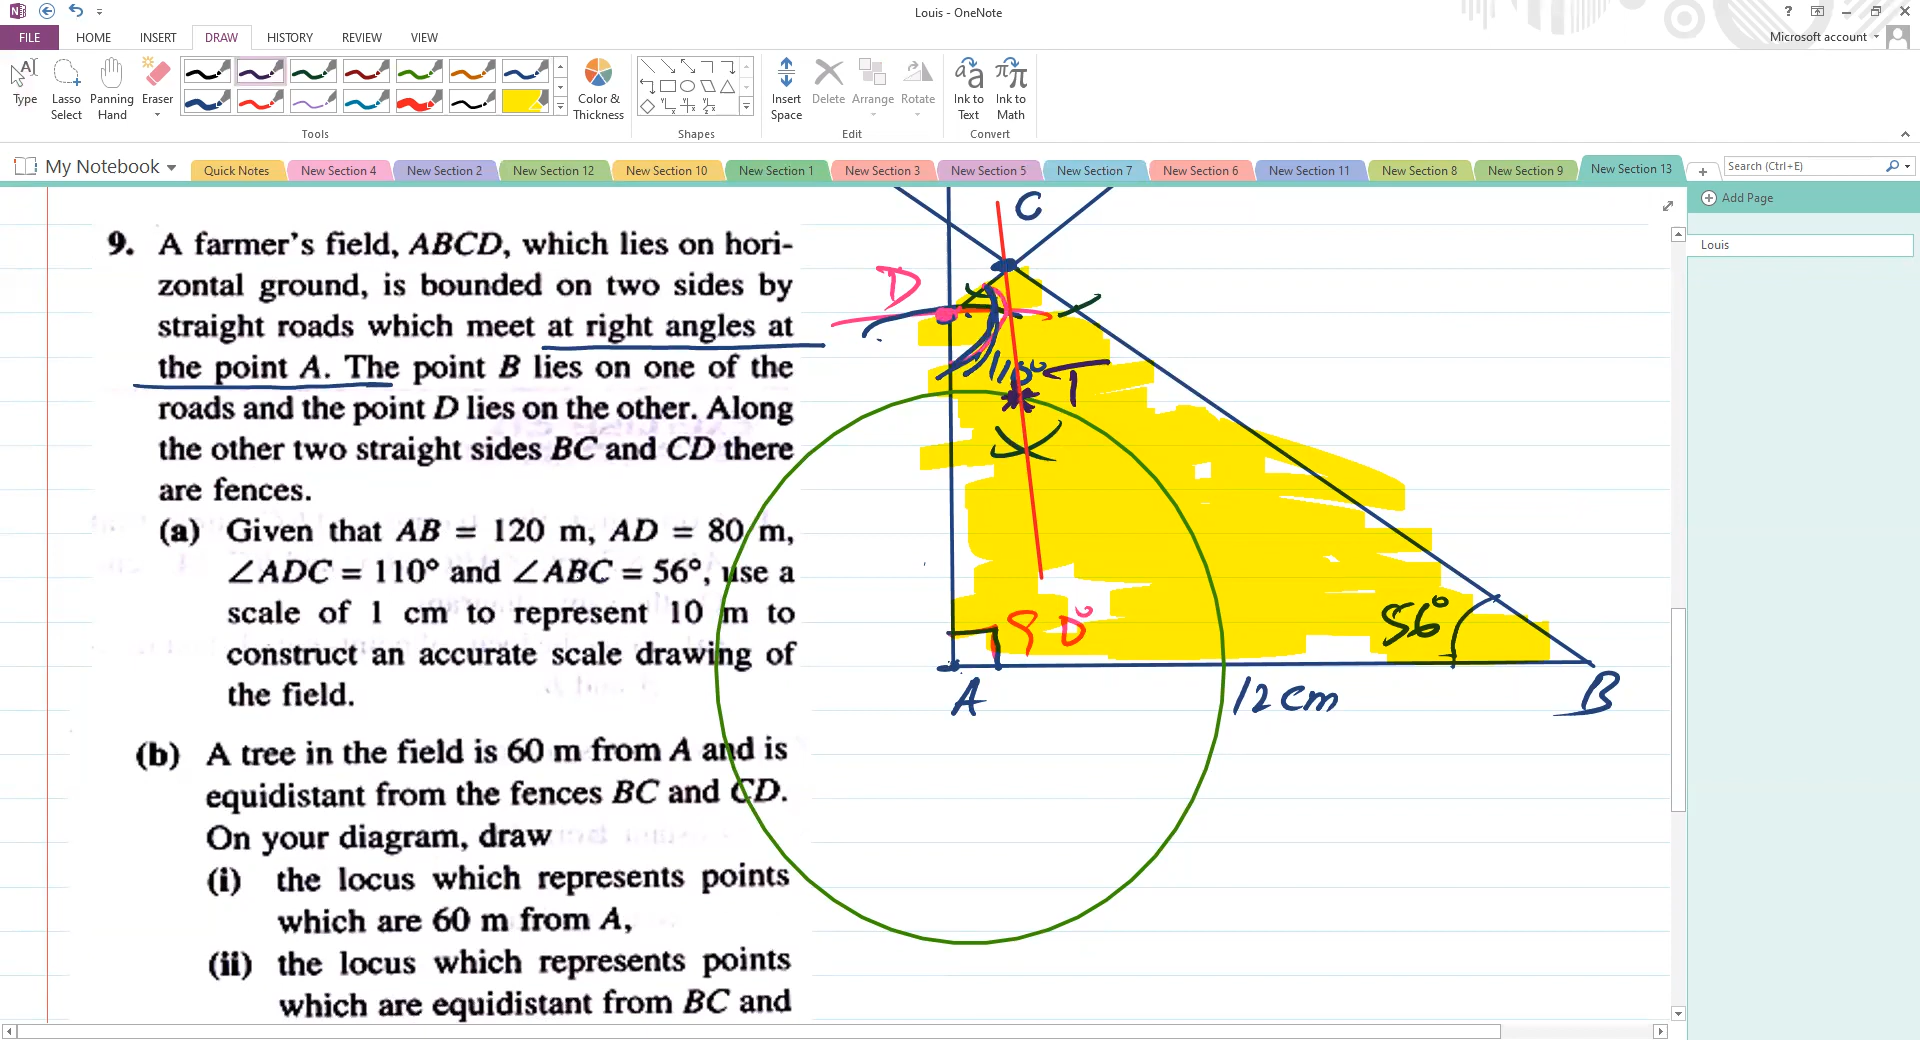 Louis - OneNote
?
Microsoft account
FILE HOME INSERT DRAW HISTORY REVIEW VIEW
Type
Lasso Select
Panning Hand
Eraser
Color & Thickness
Insert Space
Delete
Arrange
Rotate
Ink to Text
Ink to Math
Tools
Shapes
Edit
Convert
My Notebook
Quick Notes
New Section 4
New Section 2
New Section 12
New Section 10
New Section 1
New Section 3
New Section 5
New Section 7
New Section 6
New Section 11
New Section 8
New Section 9
New Section 13
Search (Ctrl+E)
Add Page
Louis
9. A farmer's field, ABCD, which lies on hori-
zontal ground, is bounded on two sides by
straight roads which meet at right angles at
the point A. The point B lies on one of the
roads and the point D lies on the other. Along
the other two straight sides BC and CD there
are fences.
(a) Given that AB = 120 m, AD = 80 m,
∠ADC = 110° and ∠ABC = 56°, use a
scale of 1 cm to represent 10 m to
construct an accurate scale drawing of
the field.
(b) A tree in the field is 60 m from A and is
equidistant from the fences BC and CD.
On your diagram, draw
(i) the locus which represents points
which are 60 m from A,
(ii) the locus which represents points
which are equidistant from BC and
C
D
110°
T
90°
56°
A
12 cm
B